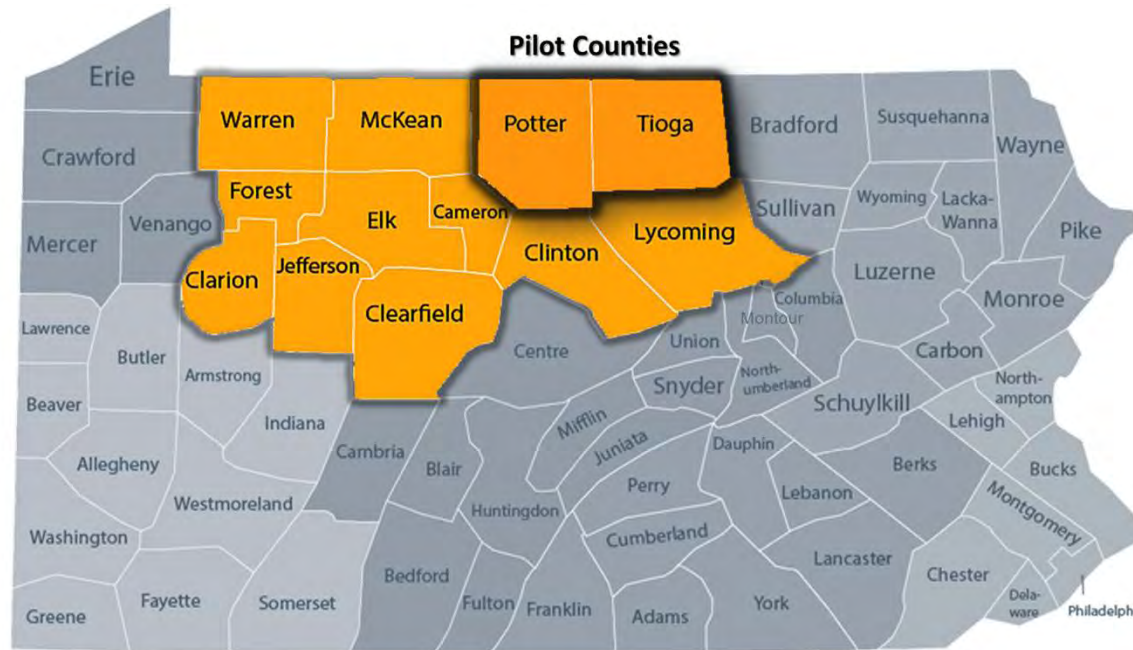 Pilot Counties
Erie
Warren
McKean
Potter
Tioga
Bradford
Susquehanna
Wayne
Crawford
Forest
Elk
Cameron
Clinton
Lycoming
Sullivan
Wyoming
Lacka-
Wanna
Pike
Mercer
Venango
Clarion
Jefferson
Clearfield
Luzerne
Columbia
Montour
Monroe
Lawrence
Butler
Armstrong
Centre
Union
Carbon
Snyder
North-
umberland
North-
ampton
Beaver
Indiana
Mifflin
Schuylkill
Lehigh
Allegheny
Cambria
Blair
Juniata
Dauphin
Berks
Bucks
Westmoreland
Huntingdon
Perry
Lebanon
Montgomery
Washington
Cumberland
Lancaster
Bedford
Chester
Greene
Fayette
Somerset
Fulton
Franklin
Adams
York
Dela-
ware
Philadelph